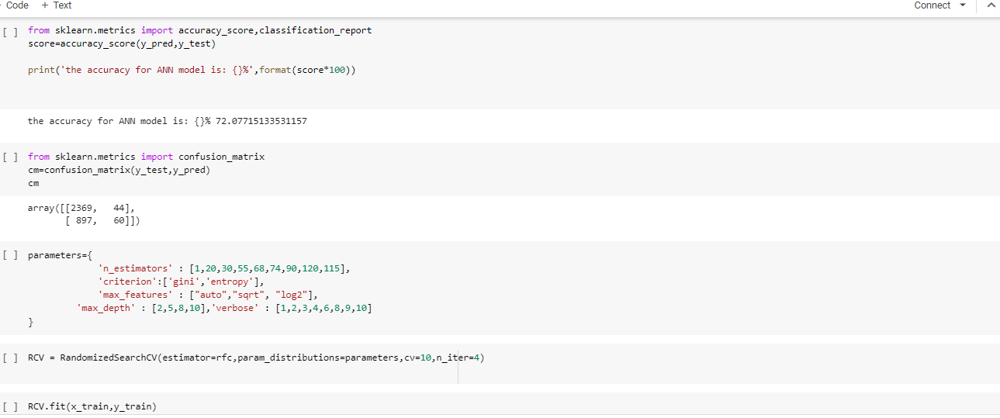 Code + Text Connect
[ ] from sklearn.metrics import accuracy_score,classification_report
score=accuracy_score(y_pred,y_test)
print('the accuracy for ANN model is: {}%',format(score*100))
the accuracy for ANN model is: {}% 72.07715133531157
[ ] from sklearn.metrics import confusion_matrix
cm=confusion_matrix(y_test,y_pred)
cm
array([[2369, 44],
[ 897, 60]])
[ ] parameters={
'n_estimators' : [1,20,30,55,68,74,90,120,115],
'criterion':['gini','entropy'],
'max_features' : ["auto","sqrt", "log2"],
'max_depth' : [2,5,8,10],'verbose' : [1,2,3,4,6,8,9,10]
}
[ ] RCV = RandomizedSearchCV(estimator=rfc,param_distributions=parameters,cv=10,n_iter=4)
[ ] RCV.fit(x_train,y_train)